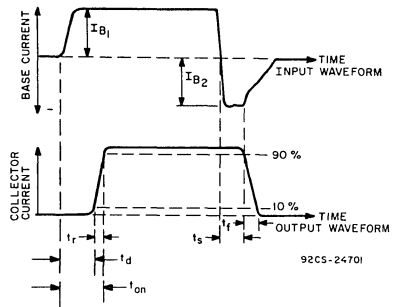 BASE CURRENT
IB1
IB2
TIME
INPUT WAVEFORM
COLLECTOR
CURRENT
90 %
10 %
TIME
OUTPUT WAVEFORM
tr
ts
tf
td
ton
92CS-24701